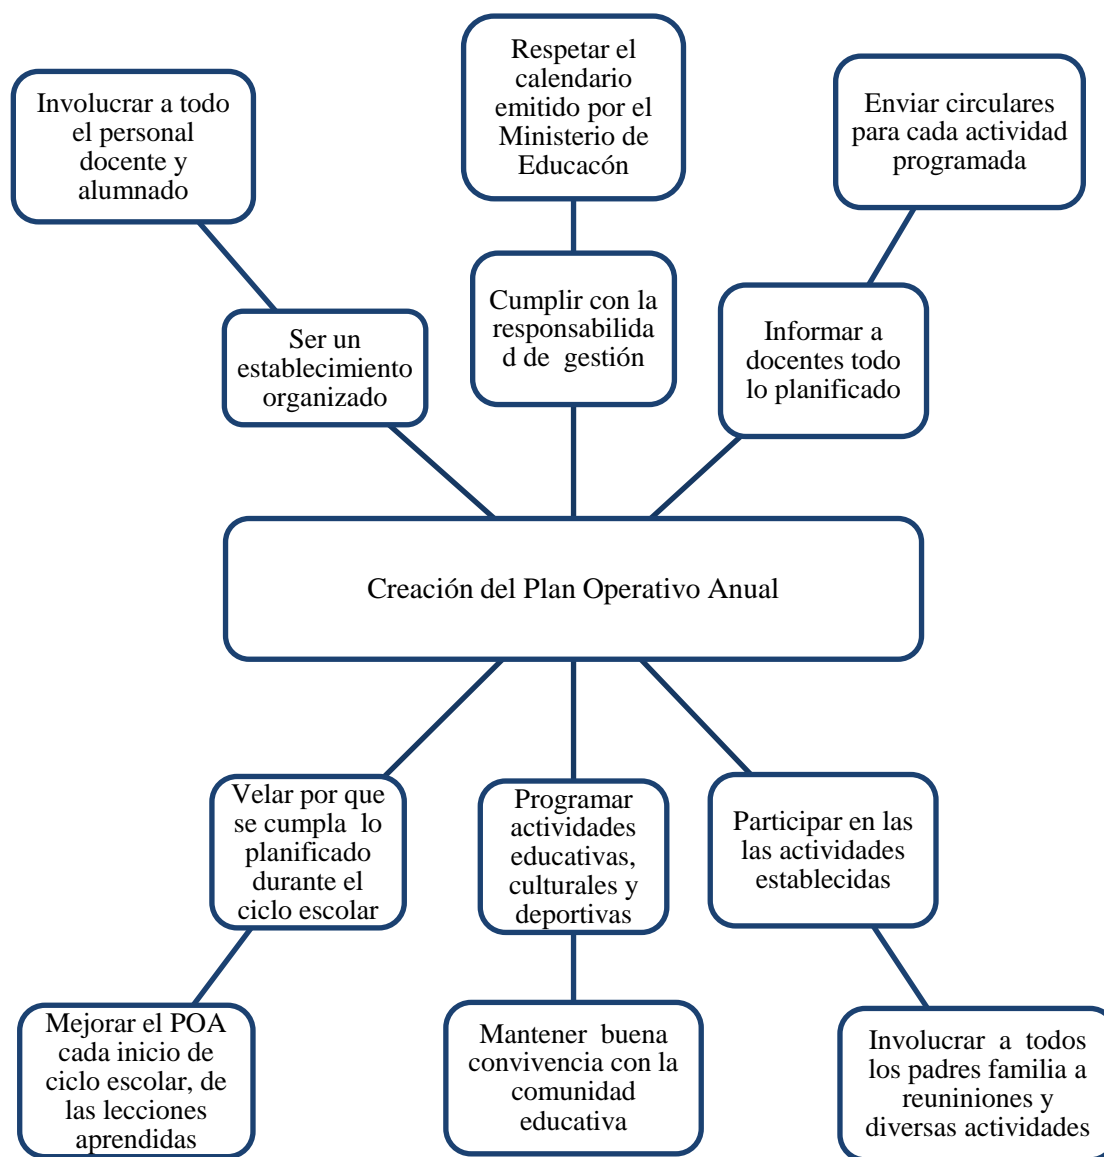 Respetar el
calendario
emitido por el
Ministerio de
Educacón
Involucrar a todo
el personal
docente y
alumnado
Enviar circulares
para cada actividad
programada
Cumplir con la
responsabilida
d de  gestión
Ser un
establecimiento
organizado
Informar a
docentes todo
lo planificado
Creación del Plan Operativo Anual
Velar por que
se cumpla  lo
planificado
durante el
ciclo escolar
Programar
actividades
educativas,
culturales y
deportivas
Participar en las
las actividades
establecidas
Mejorar el POA
cada inicio de
ciclo escolar, de
las lecciones
aprendidas
Mantener  buena
convivencia con la
comunidad
educativa
Involucrar  a  todos
los padres familia a
reuniniones y
diversas actividades